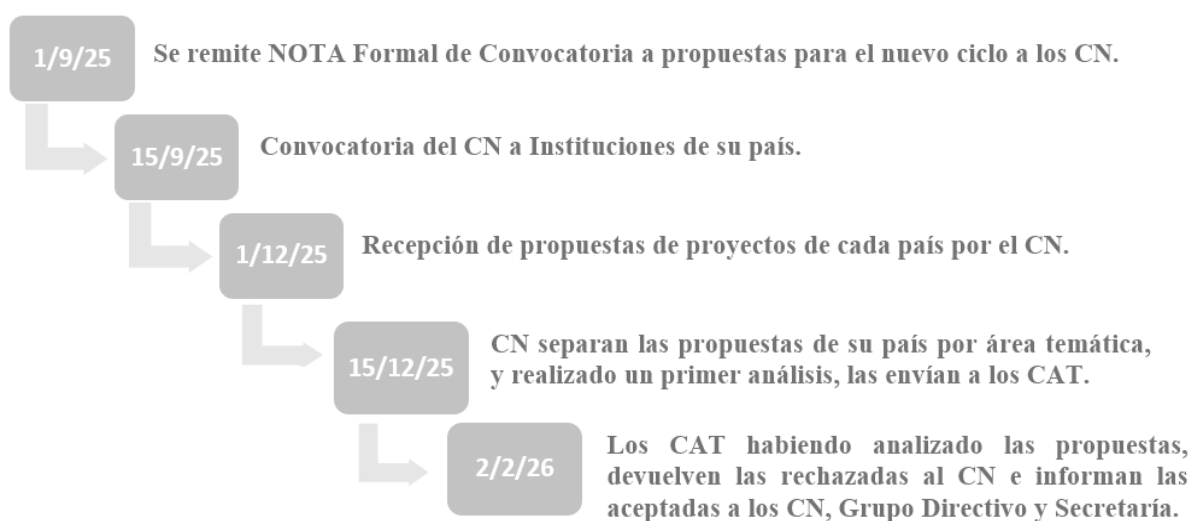 1/9/25
Se remite NOTA Formal de Convocatoria a propuestas para el nuevo ciclo a los CN.
15/9/25
Convocatoria del CN a Instituciones de su país.
1/12/25
Recepción de propuestas de proyectos de cada país por el CN.
15/12/25
CN separan las propuestas de su país por área temática,
y realizado un primer análisis, las envían a los CAT.
2/2/26
Los CAT habiendo analizado las propuestas,
devuelven las rechazadas al CN e informan las
aceptadas a los CN, Grupo Directivo y Secretaría.